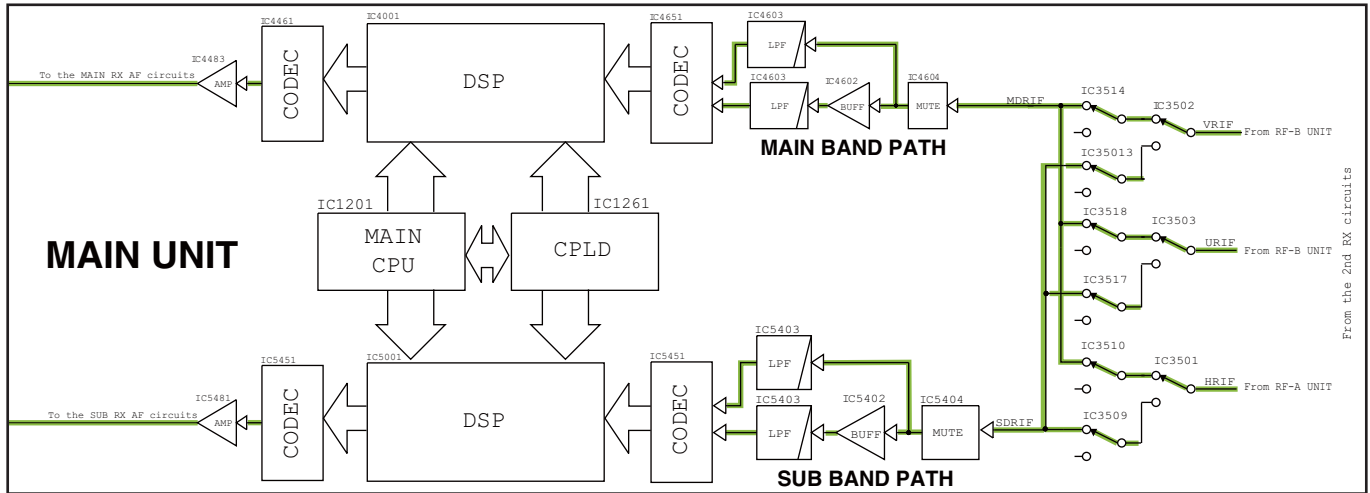 IC4461
IC4001
IC4651
IC4603
IC4483
CODEC
DSP
CODEC
LPF
To the MAIN RX AF circuits
AMP
IC4603
IC4602
IC4604
LPF
BUFF
MUTE
MDRIF
IC3514
IC3502
VRIF
From RF-B UNIT
MAIN BAND PATH
IC35013
IC1201
IC1261
MAIN UNIT
MAIN
CPU
CPLD
IC3518
IC3503
URIF
From RF-B UNIT
From the 2nd RX circuits
IC3517
IC5451
IC5001
IC5451
IC5403
IC3510
IC3501
HRIF
From RF-A UNIT
LPF
IC5481
CODEC
DSP
CODEC
IC5403
IC5402
IC5404
IC3509
To the SUB RX AF circuits
AMP
LPF
BUFF
MUTE
SDRIF
SUB BAND PATH